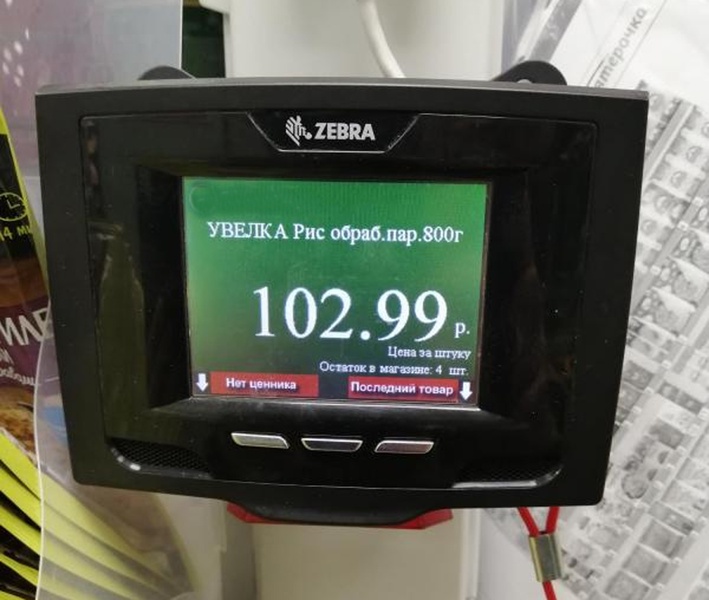 ZEBRA
УВЕЛКА Рис обраб.пар.800г
102.99 р.
Цена за штуку
Остаток в магазине: 4 шт.
Нет ценника
Последний товар